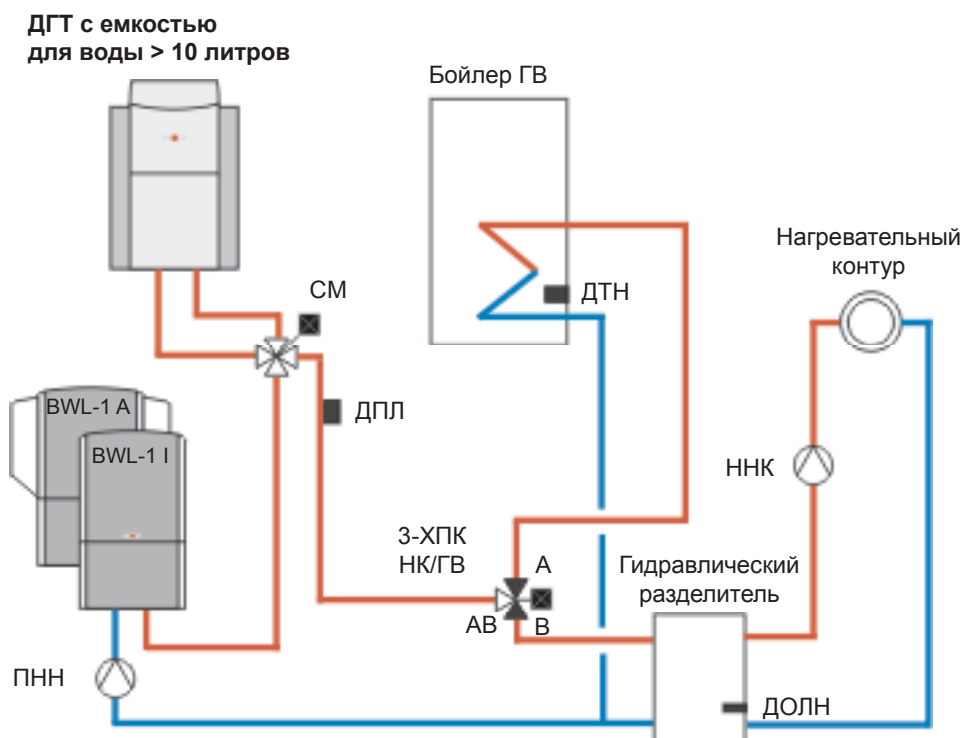 ДГТ с емкостью
для воды > 10 литров
Бойлер ГВ
Нагревательный
контур
СМ
ДТН
ДПЛ
BWL-1 A
BWL-1 I
ННК
3-ХПК
НК/ГВ
A
Гидравлический
разделитель
AB
B
ПНН
ДОЛН